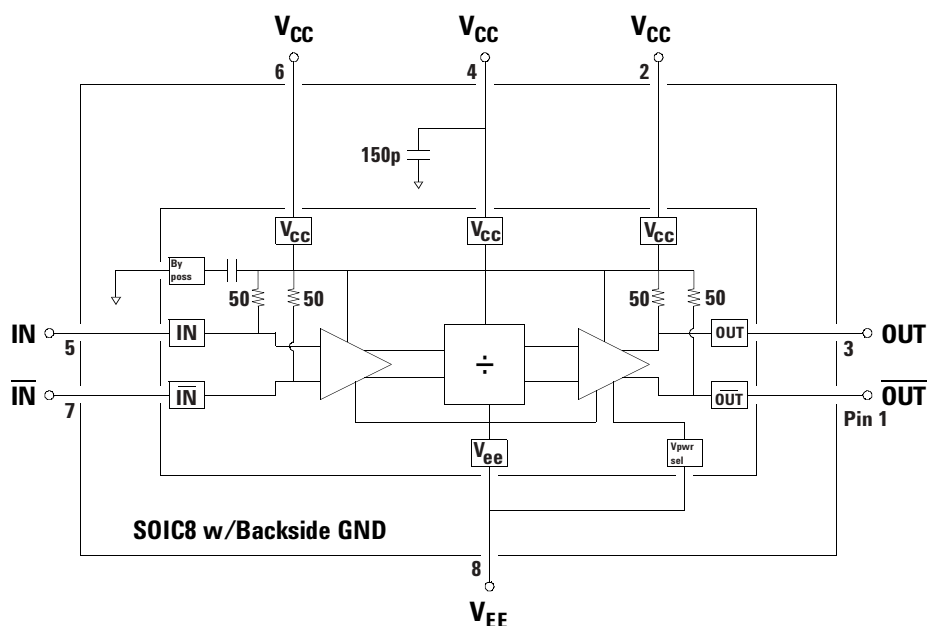 VCC VCC VCC
6 4 2
150p
Vcc Vcc Vcc
By
poss
50 50 50 50
IN IN ÷ OUT OUT
5 3
IN IN OUT OUT
7 Pin 1
Vee Vpwr
sel
SOIC8 w/Backside GND
8
VEE